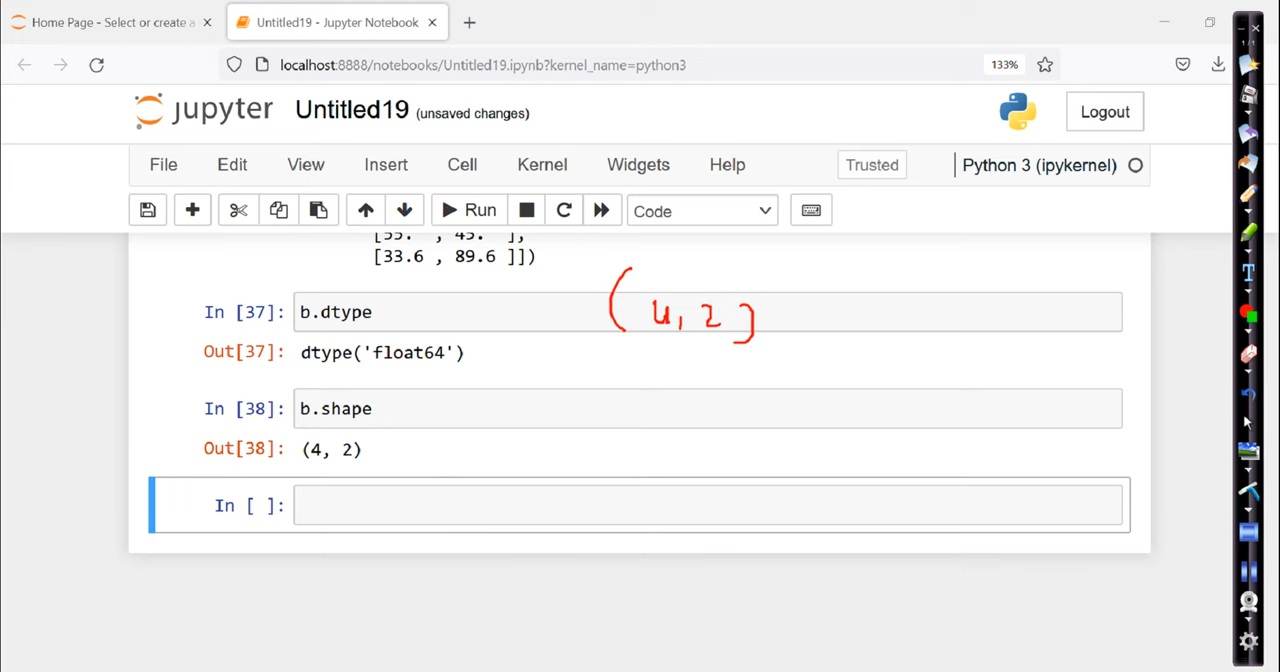 Home Page - Select or create a
Untitled19 - Jupyter Notebook
localhost:8888/notebooks/Untitled19.ipynb?kernel_name=python3
133%
jupyter Untitled19 (unsaved changes)
Logout
File Edit View Insert Cell Kernel Widgets Help
Trusted
Python 3 (ipykernel)
Run
Code
[33.6 , 89.6 ]])
(4, 2)
In [37]: b.dtype
Out[37]: dtype('float64')
In [38]: b.shape
Out[38]: (4, 2)
In [ ]:
1/1
T